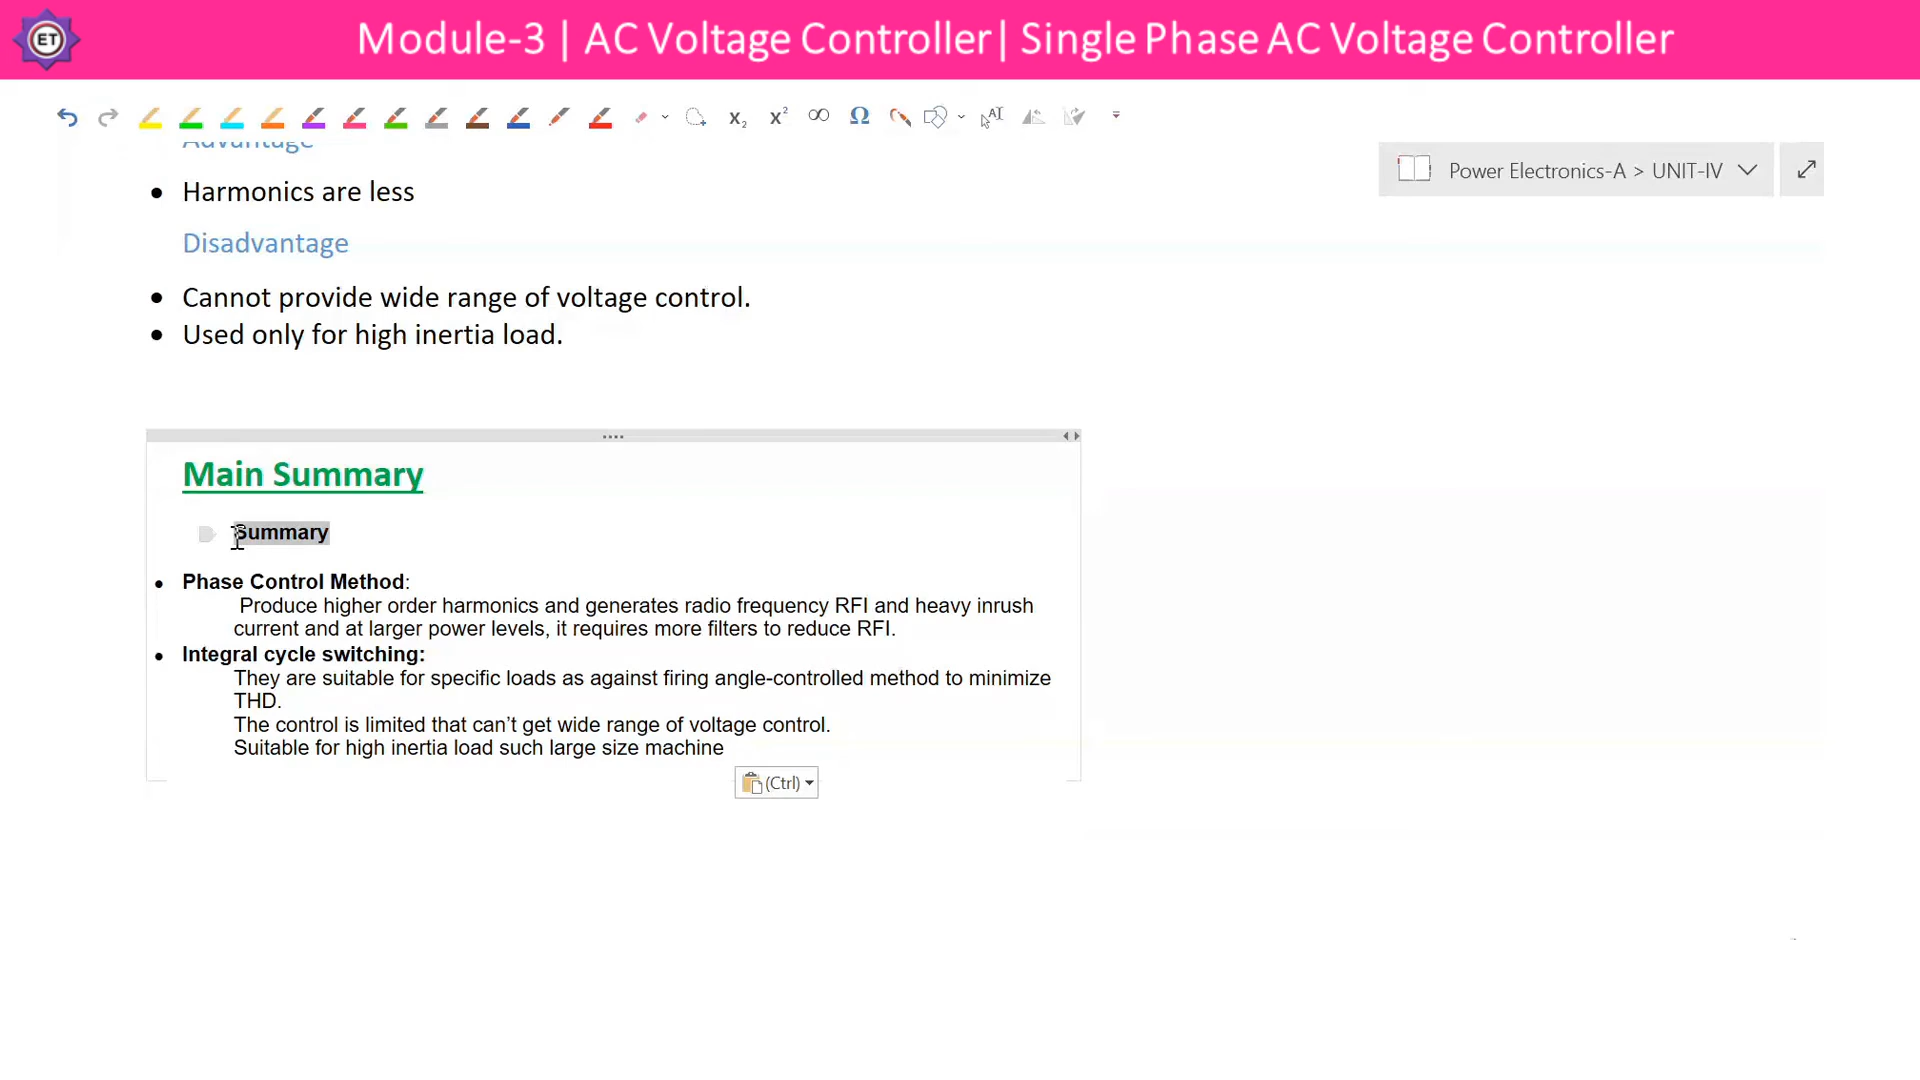 ET
Module-3 | AC Voltage Controller| Single Phase AC Voltage Controller
X₂ X² ∞ Ω AI
Advantage
Power Electronics-A > UNIT-IV
• Harmonics are less
Disadvantage
• Cannot provide wide range of voltage control.
• Used only for high inertia load.
Main Summary
Summary
• Phase Control Method:
Produce higher order harmonics and generates radio frequency RFI and heavy inrush
current and at larger power levels, it requires more filters to reduce RFI.
• Integral cycle switching:
They are suitable for specific loads as against firing angle-controlled method to minimize
THD.
The control is limited that can’t get wide range of voltage control.
Suitable for high inertia load such large size machine
(Ctrl)